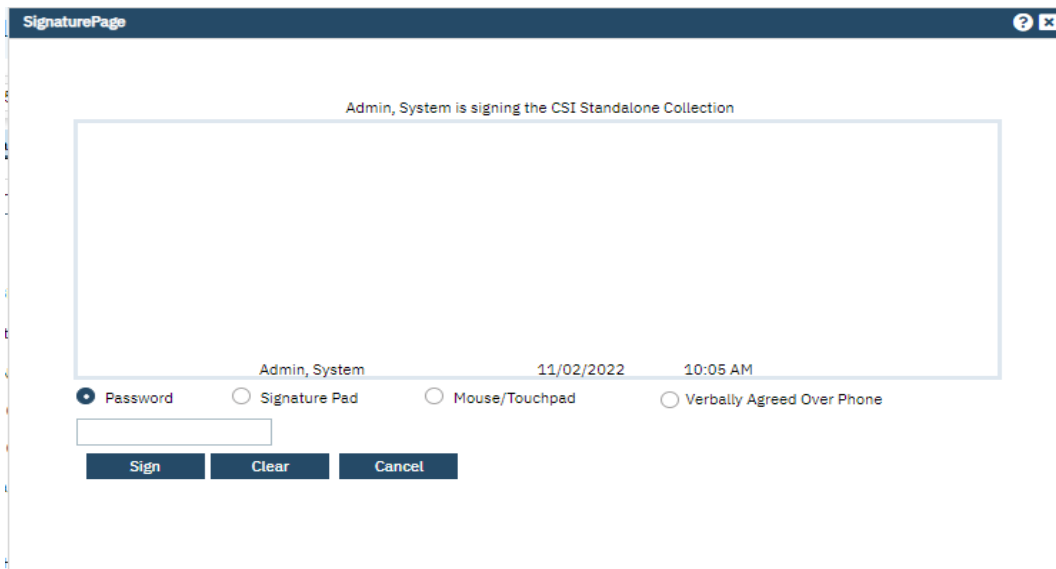 SignaturePage
Admin, System is signing the CSI Standalone Collection
Admin, System 11/02/2022 10:05 AM
Password Signature Pad Mouse/Touchpad Verbally Agreed Over Phone
Sign Clear Cancel